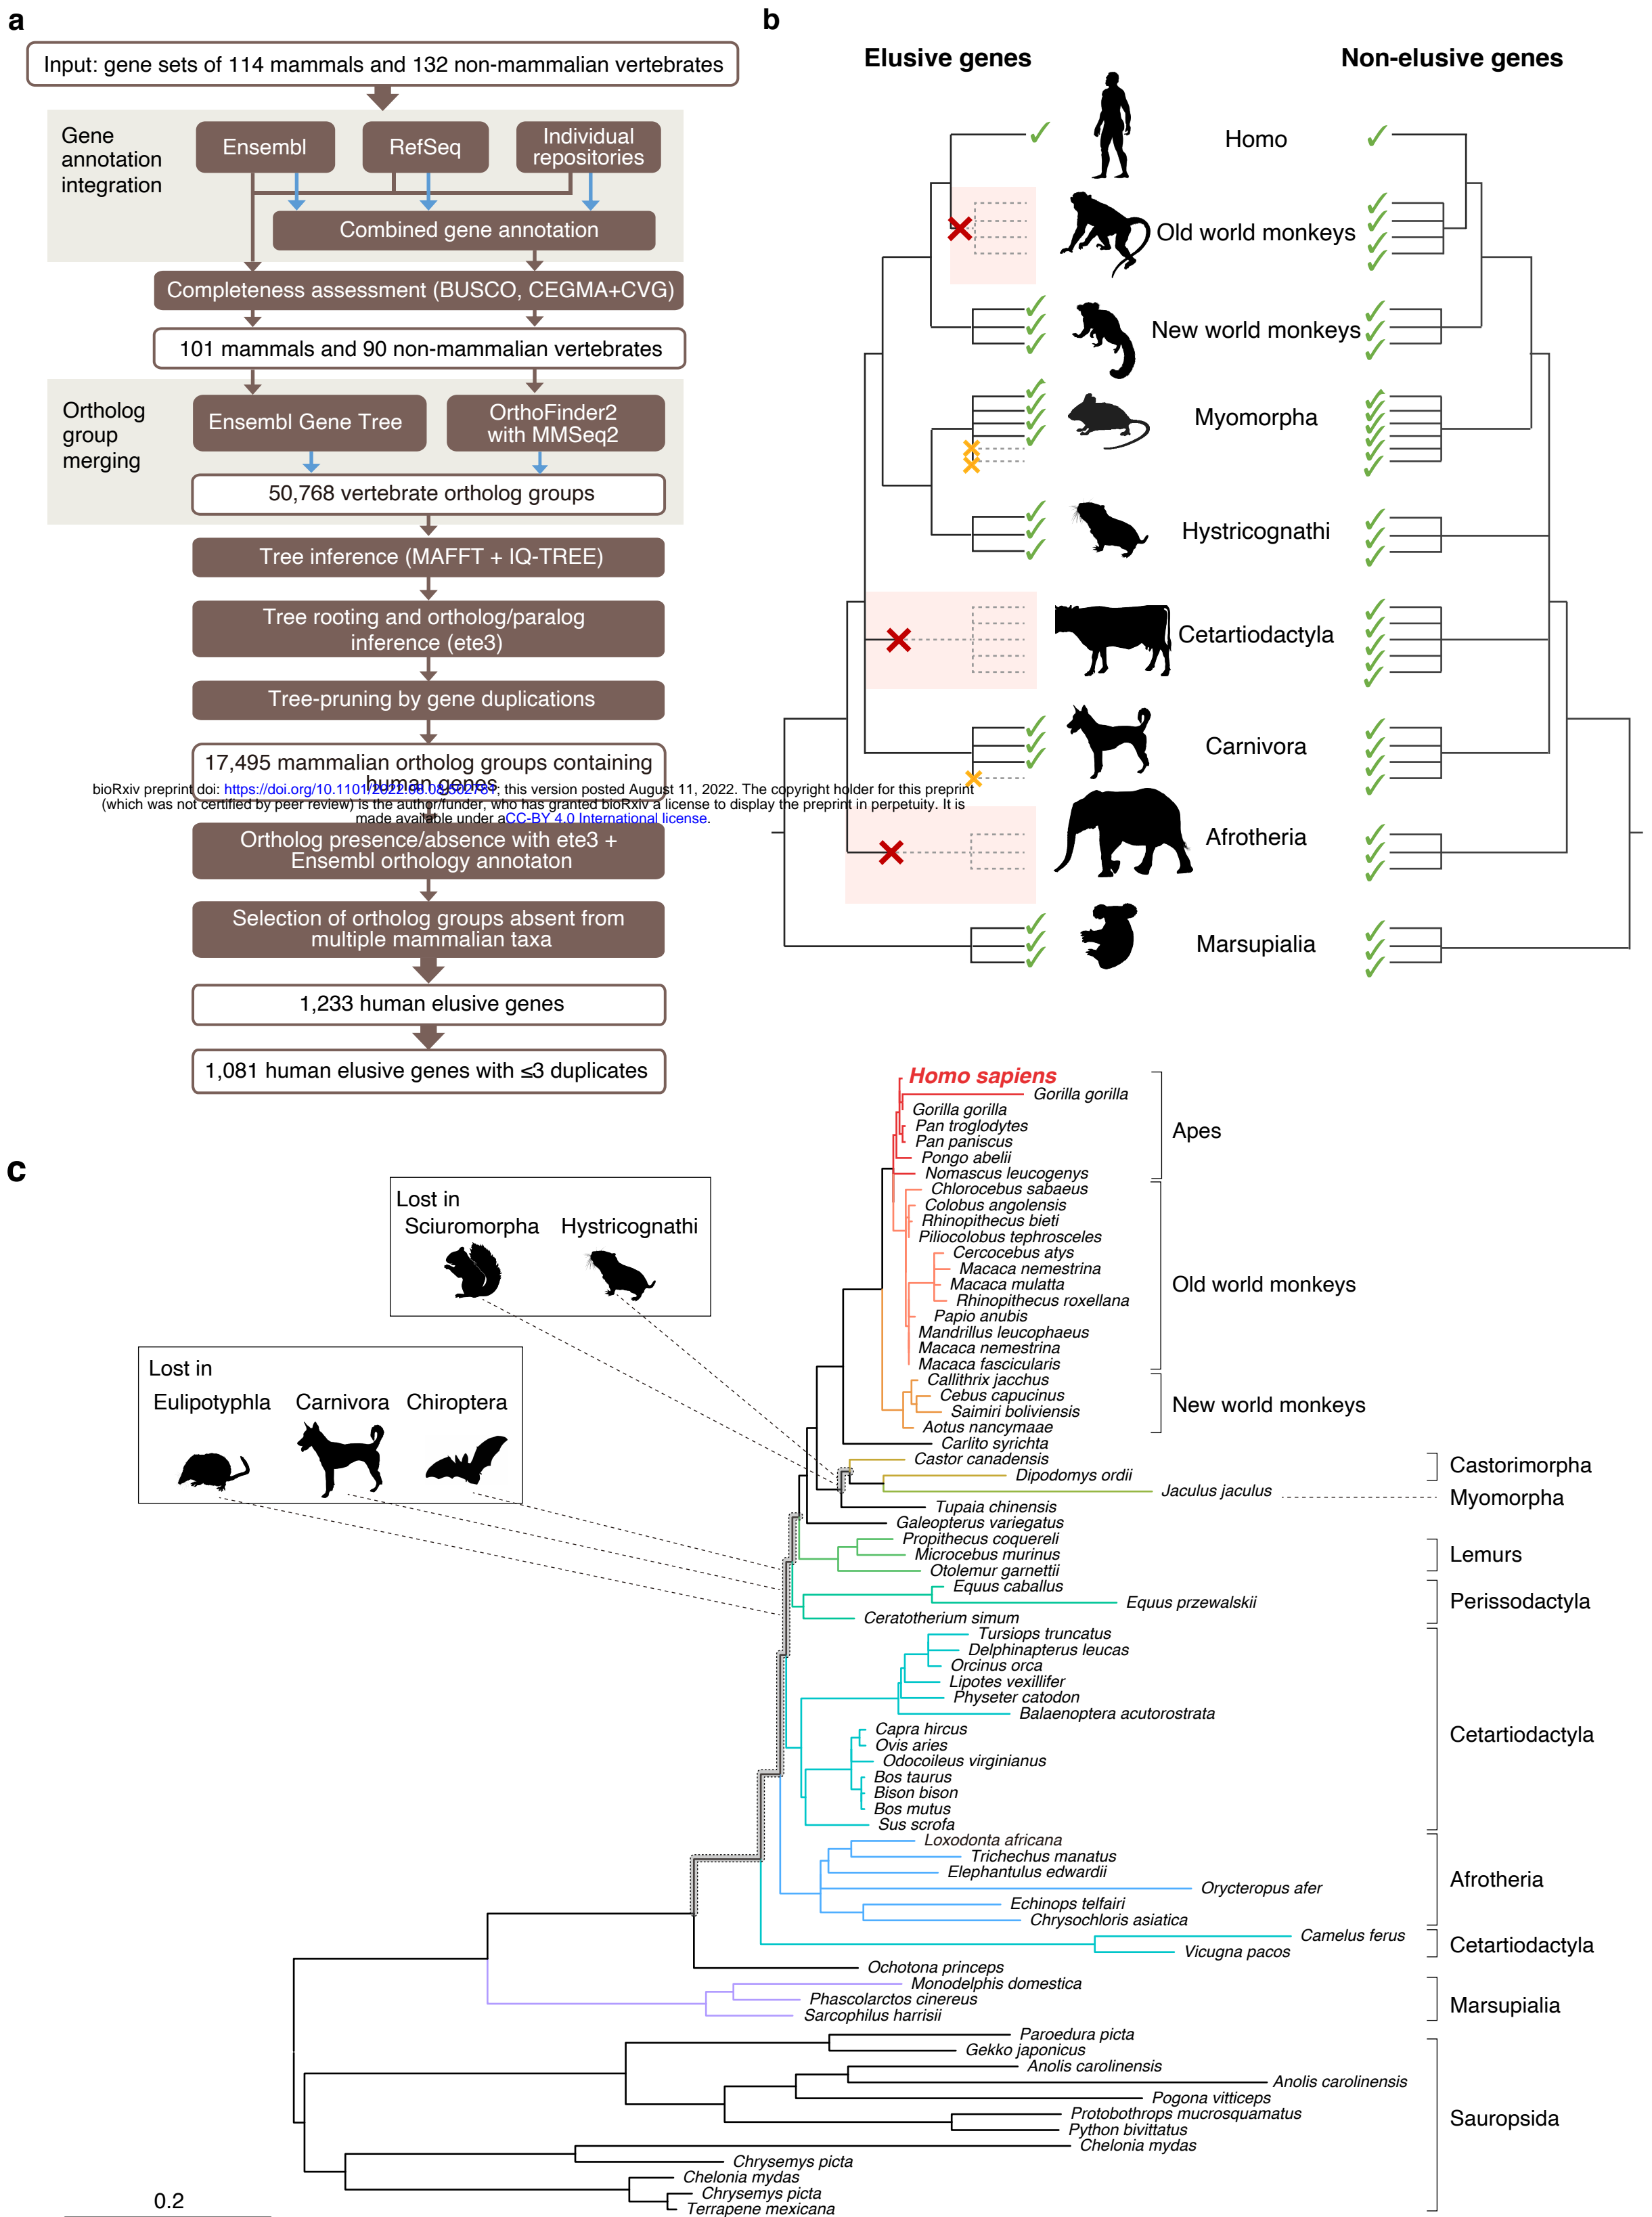 a
Input: gene sets of 114 mammals and 132 non-mammalian vertebrates
Gene
annotation
integration
Ensembl
RefSeq
Individual
repositories
Combined gene annotation
Completeness assessment (BUSCO, CEGMA+CVG)
101 mammals and 90 non-mammalian vertebrates
Ortholog
group
merging
Ensembl Gene Tree
OrthoFinder2
with MMSeq2
50,768 vertebrate ortholog groups
Tree inference (MAFFT + IQ-TREE)
Tree rooting and ortholog/paralog
inference (ete3)
Tree-pruning by gene duplications
17,495 mammalian ortholog groups containing
human genes
bioRxiv preprint doi: https://doi.org/10.1101/2022.08.08.502781; this version posted August 11, 2022. The copyright holder for this preprint
(which was not certified by peer review) is the author/funder, who has granted bioRxiv a license to display the preprint in perpetuity. It is
made available under aCC-BY 4.0 International license.
Ortholog presence/absence with ete3 +
Ensembl orthology annotaton
Selection of ortholog groups absent from
multiple mammalian taxa
1,233 human elusive genes
1,081 human elusive genes with ≤3 duplicates
b
Elusive genes
Non-elusive genes
Homo
Old world monkeys
New world monkeys
Myomorpha
Hystricognathi
Cetartiodactyla
Carnivora
Afrotheria
Marsupialia
c
Lost in
Sciuromorpha Hystricognathi
Lost in
Eulipotyphla Carnivora Chiroptera
Homo sapiens
Gorilla gorilla
Gorilla gorilla
Pan troglodytes
Pan paniscus
Pongo abelii
Nomascus leucogenys
Chlorocebus sabaeus
Colobus angolensis
Rhinopithecus bieti
Piliocolobus tephrosceles
Cercocebus atys
Macaca nemestrina
Macaca mulatta
Rhinopithecus roxellana
Papio anubis
Mandrillus leucophaeus
Macaca nemestrina
Macaca fascicularis
Callithrix jacchus
Cebus capucinus
Saimiri boliviensis
Aotus nancymaae
Carlito syrichta
Castor canadensis
Dipodomys ordii
Jaculus jaculus
Tupaia chinensis
Galeopterus variegatus
Propithecus coquereli
Microcebus murinus
Otolemur garnettii
Equus caballus
Equus przewalskii
Ceratotherium simum
Tursiops truncatus
Delphinapterus leucas
Orcinus orca
Lipotes vexillifer
Physeter catodon
Balaenoptera acutorostrata
Capra hircus
Ovis aries
Odocoileus virginianus
Bos taurus
Bison bison
Bos mutus
Sus scrofa
Loxodonta africana
Trichechus manatus
Elephantulus edwardii
Orycteropus afer
Echinops telfairi
Chrysochloris asiatica
Camelus ferus
Vicugna pacos
Ochotona princeps
Monodelphis domestica
Phascolarctos cinereus
Sarcophilus harrisii
Paroedura picta
Gekko japonicus
Anolis carolinensis
Anolis carolinensis
Pogona vitticeps
Protobothrops mucrosquamatus
Python bivittatus
Chelonia mydas
Chrysemys picta
Chelonia mydas
Chrysemys picta
Terrapene mexicana
Apes
Old world monkeys
New world monkeys
Castorimorpha
Myomorpha
Lemurs
Perissodactyla
Cetartiodactyla
Afrotheria
Cetartiodactyla
Marsupialia
Sauropsida
0.2